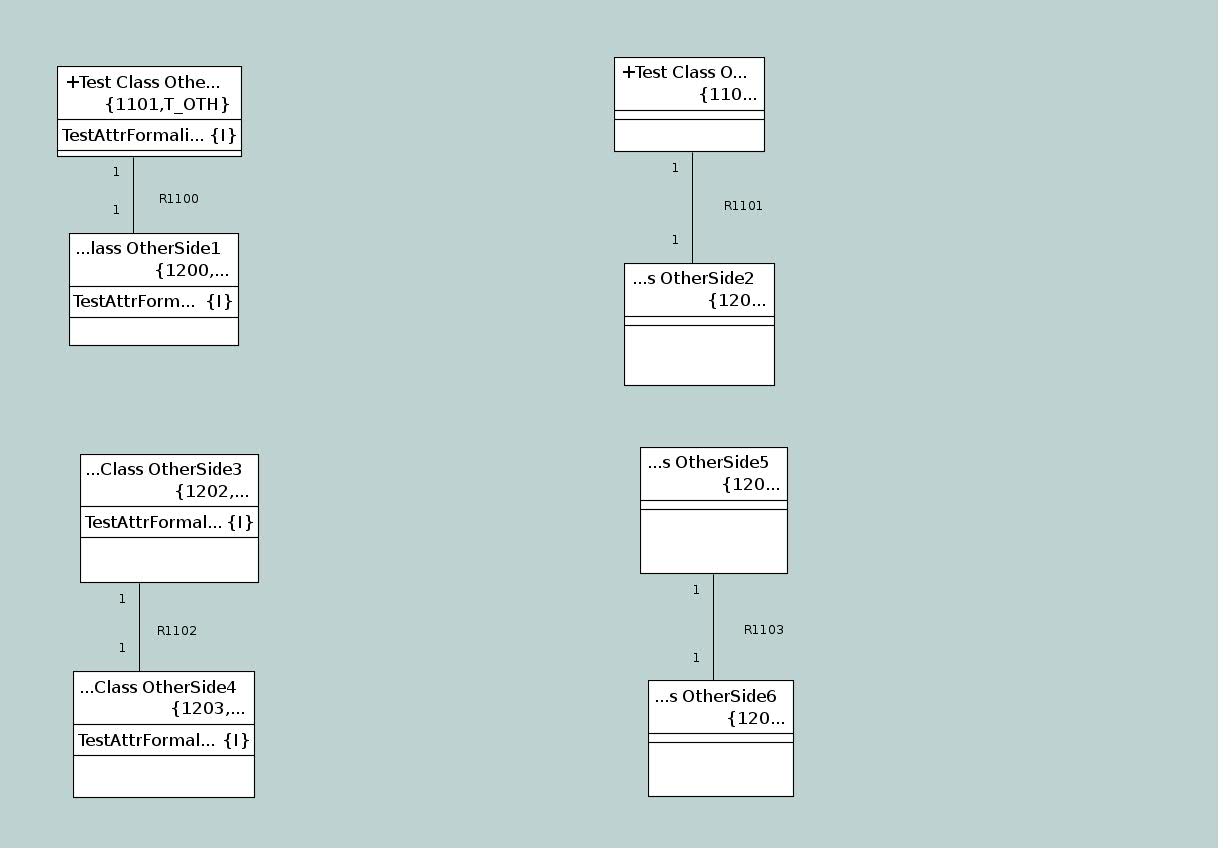 +Test Class Othe...
{1101,T_OTH}
TestAttrFormali... {I}
1
R1100
1
...lass OtherSide1
{1200,...
TestAttrForm... {I}
+Test Class O...
{110...
1
R1101
1
...s OtherSide2
{120...
...Class OtherSide3
{1202,...
TestAttrFormal... {I}
1
R1102
1
...Class OtherSide4
{1203,...
TestAttrFormal... {I}
...s OtherSide5
{120...
1
R1103
1
...s OtherSide6
{120...